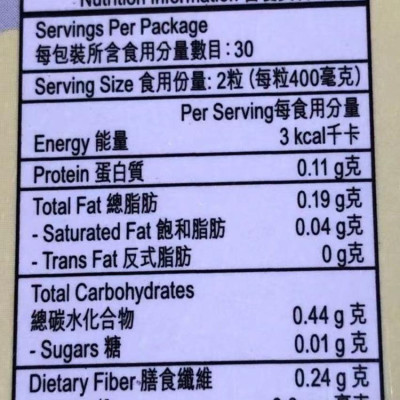 Nutrition Information
Servings Per Package
每包裝所含食用分量數目: 30
Serving Size 食用份量: 2粒 (每粒400毫克)
Per Serving每食用分量
Energy 能量 3 kcal千卡
Protein 蛋白質 0.11 g克
Total Fat 總脂肪 0.19 g克
- Saturated Fat 飽和脂肪 0.04 g克
- Trans Fat 反式脂肪 0 g克
Total Carbohydrates
總碳水化合物 0.44 g 克
- Sugars 糖 0.01 g 克
Dietary Fiber 膳食纖維 0.24 g 克